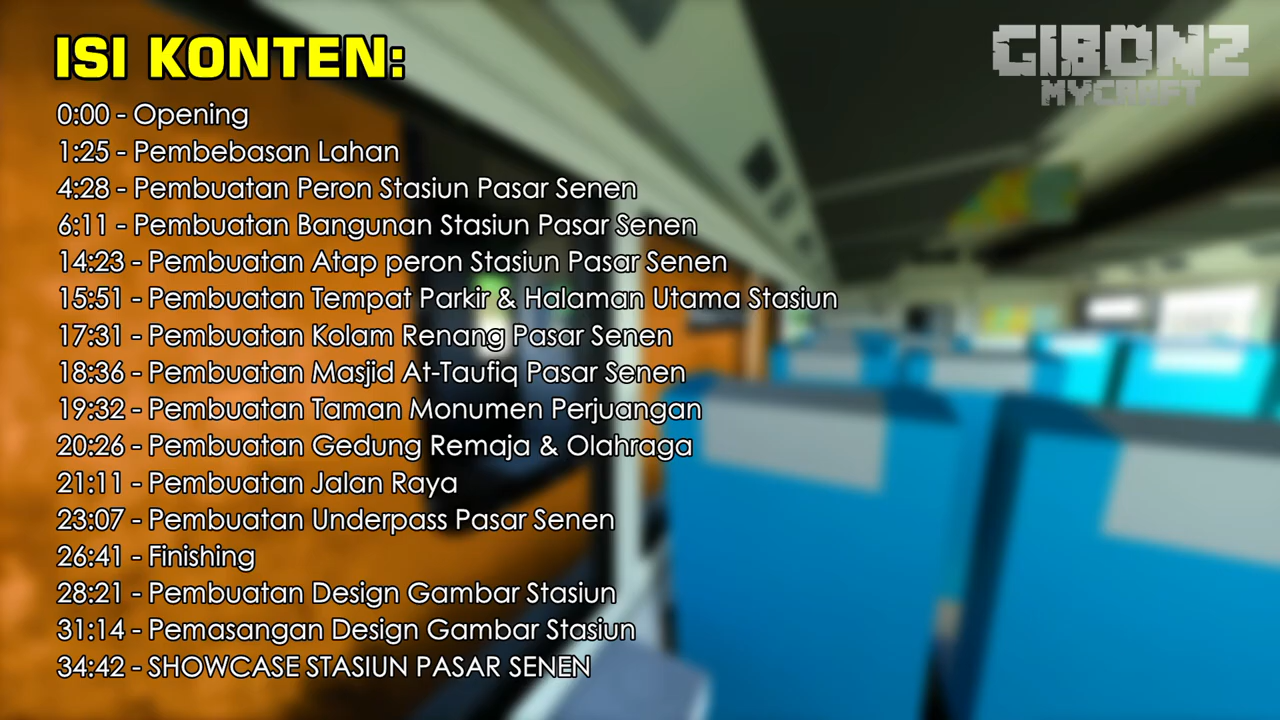 ISI KONTEN:
GIBONZ
MYCRAFT
0:00 - Opening
1:25 - Pembebasan Lahan
4:28 - Pembuatan Peron Stasiun Pasar Senen
6:11 - Pembuatan Bangunan Stasiun Pasar Senen
14:23 - Pembuatan Atap peron Stasiun Pasar Senen
15:51 - Pembuatan Tempat Parkir & Halaman Utama Stasiun
17:31 - Pembuatan Kolam Renang Pasar Senen
18:36 - Pembuatan Masjid At-Taufiq Pasar Senen
19:32 - Pembuatan Taman Monumen Perjuangan
20:26 - Pembuatan Gedung Remaja & Olahraga
21:11 - Pembuatan Jalan Raya
23:07 - Pembuatan Underpass Pasar Senen
26:41 - Finishing
28:21 - Pembuatan Design Gambar Stasiun
31:14 - Pemasangan Design Gambar Stasiun
34:42 - SHOWCASE STASIUN PASAR SENEN